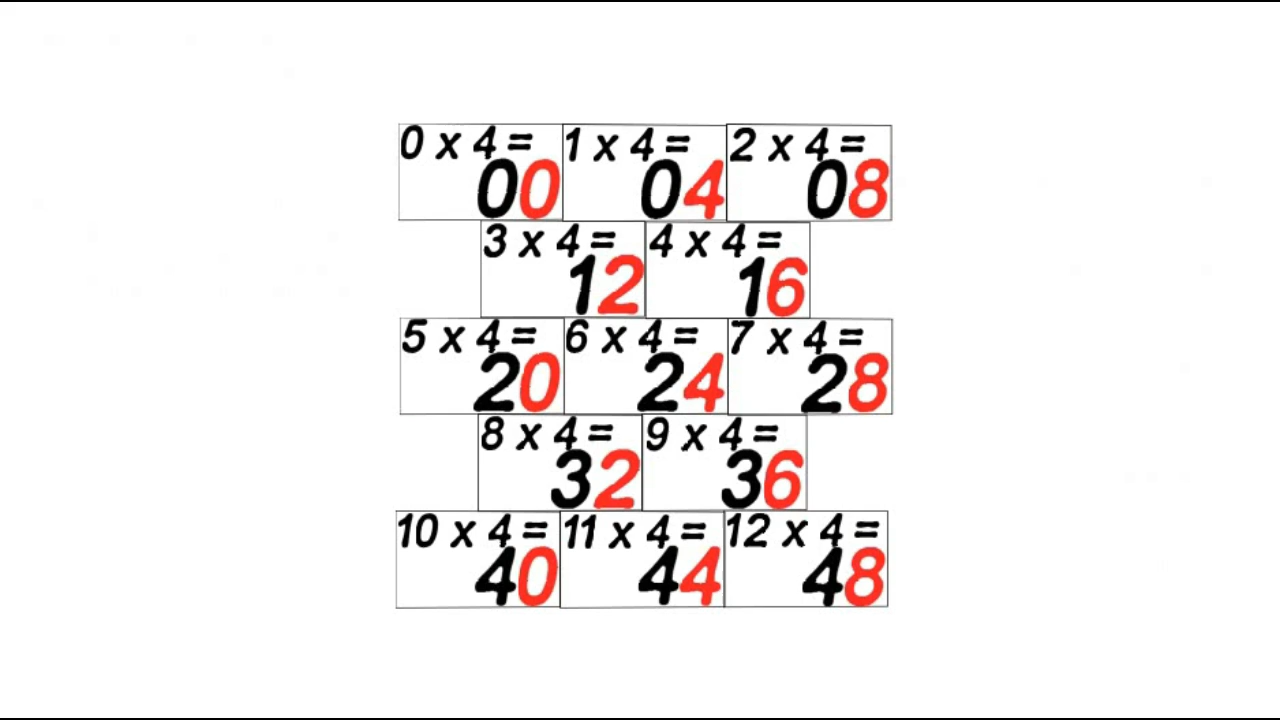 0 x 4 = 1 x 4 = 2 x 4 =
00 04 08
3 x 4 = 4 x 4 =
12 16
5 x 4 = 6 x 4 = 7 x 4 =
20 24 28
8 x 4 = 9 x 4 =
32 36
10 x 4 = 11 x 4 = 12 x 4 =
40 44 48